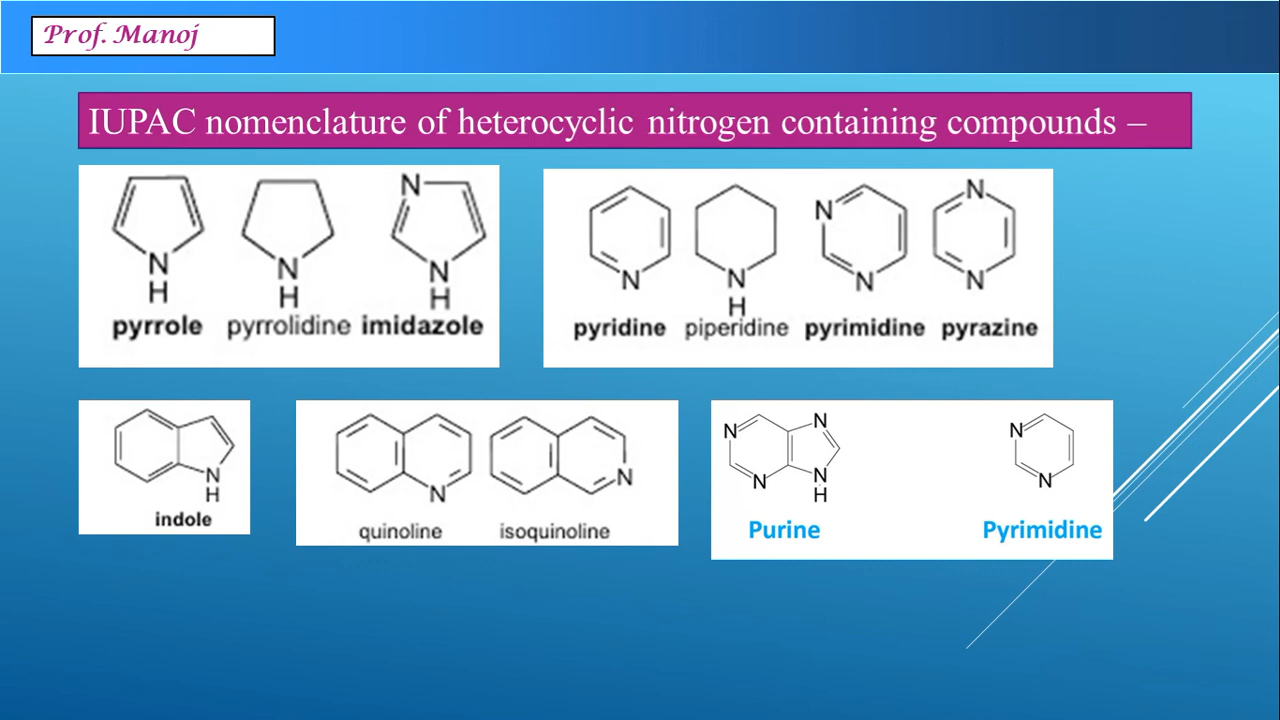 Prof. Manoj
IUPAC nomenclature of heterocyclic nitrogen containing compounds –
N
H
pyrrole
N
H
pyrrolidine
N
N
H
imidazole
N
pyridine
N
H
piperidine
N
N
pyrimidine
N
N
pyrazine
N
H
indole
N
quinoline
N
isoquinoline
N
N
N
N
H
Purine
N
N
Pyrimidine